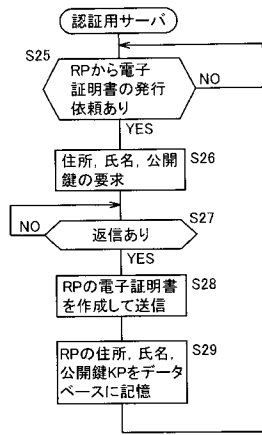 認証用サーバ
S25
RPから電子
証明書の発行
依頼あり
NO
YES
住所,氏名,公開
鍵の要求
S26
S27
NO
返信あり
YES
RPの電子証明書
を作成して送信
S28
RPの住所,氏名,
公開鍵KPをデータ
ベースに記憶
S29